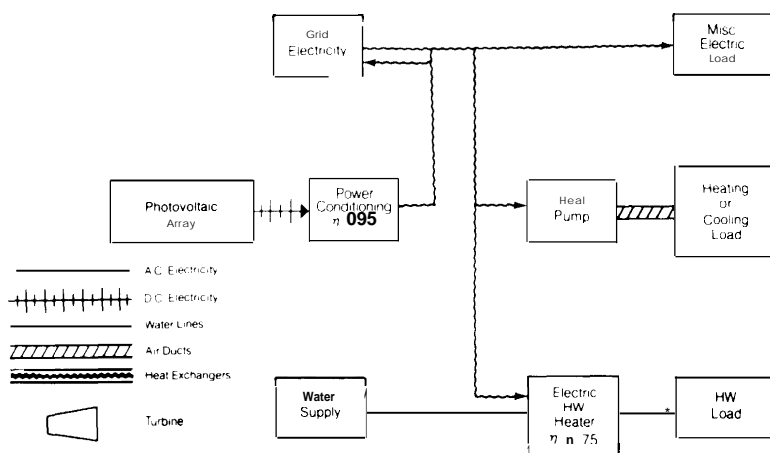 Grid
Electricity
Misc
Electric
Load
Photovoltaic
Array
Power
Conditioning
η 095
Heal
Pump
Heating
or
Cooling
Load
A.C. Electricity
D.C. Electricity
Water Lines
Air Ducts
Heat Exchangers
Turbine
Water
Supply
Electric
HW
Heater
η n 75
HW
Load